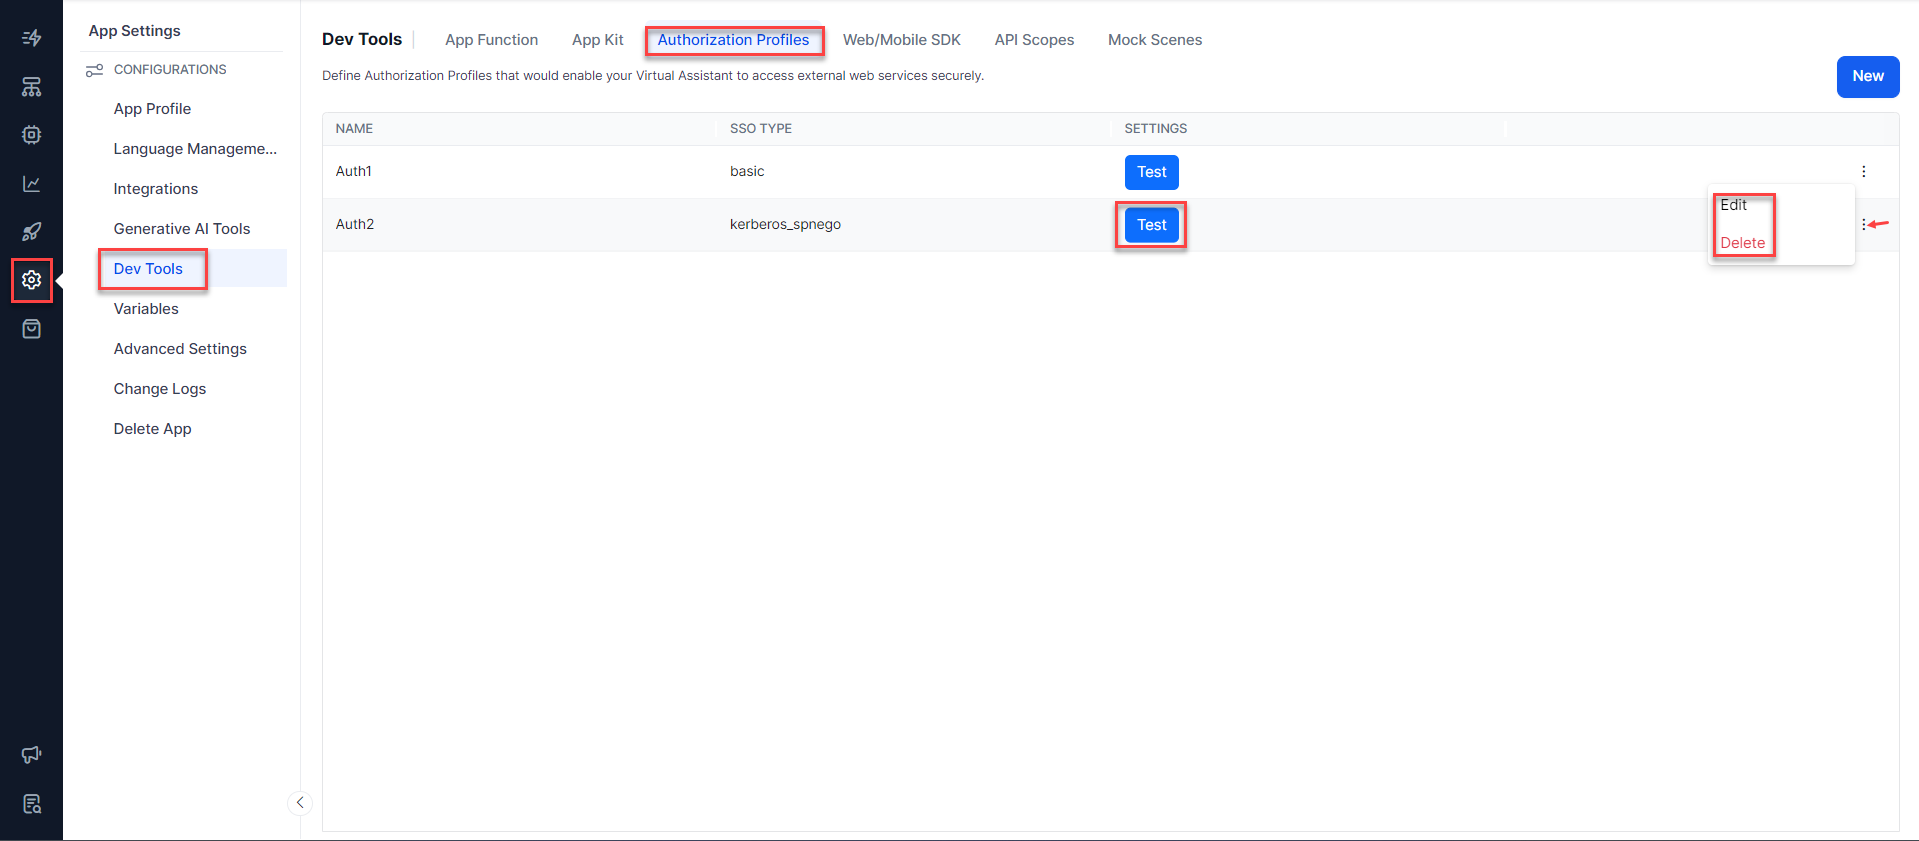 App Settings
CONFIGURATIONS
App Profile
Language Manageme...
Integrations
Generative AI Tools
Dev Tools
Variables
Advanced Settings
Change Logs
Delete App
Dev Tools App Function App Kit Authorization Profiles Web/Mobile SDK API Scopes Mock Scenes
Define Authorization Profiles that would enable your Virtual Assistant to access external web services securely.
New
NAME SSO TYPE SETTINGS
Auth1 basic Test
Auth2 kerberos_spnego Test
Edit
Delete